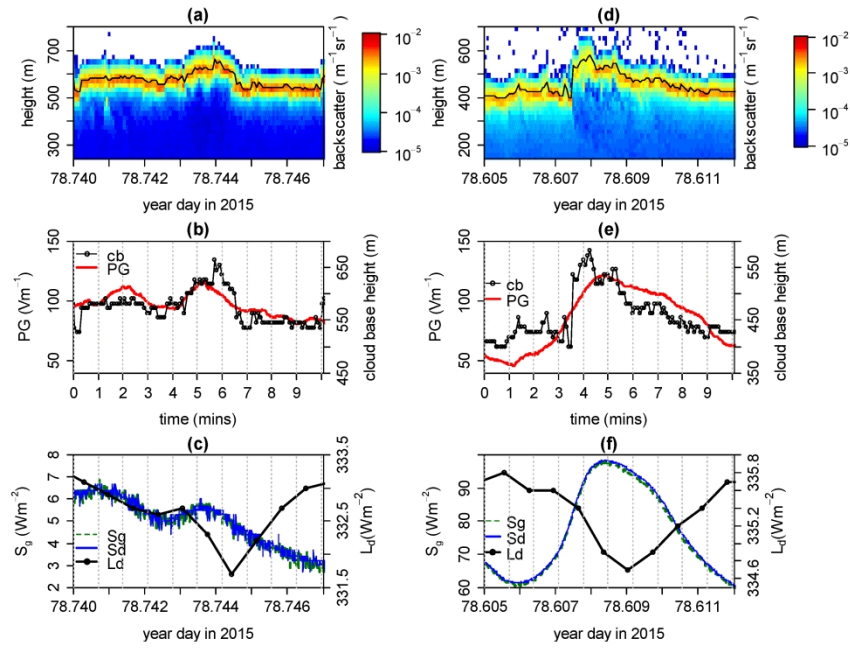 (a)
height (m)
300 500 700
78.740 78.742 78.744 78.746
year day in 2015
backscatter (m⁻¹sr⁻¹)
10⁻²
10⁻³
10⁻⁴
10⁻⁵
(d)
height (m)
200 400 600
78.605 78.607 78.609 78.611
year day in 2015
backscatter (m⁻¹sr⁻¹)
10⁻²
10⁻³
10⁻⁴
10⁻⁵
(b)
PG (Vm⁻¹)
50 100 150
cb
PG
0 1 2 3 4 5 6 7 8 9
time (mins)
cloud base height (m)
450 550 650
(e)
PG (Vm⁻¹)
50 100 150
cb
PG
0 1 2 3 4 5 6 7 8 9
time (mins)
cloud base height (m)
350 450 550
(c)
Sg (Wm⁻²)
2 3 4 5 6 7 8
Sg
Sd
Ld
78.740 78.742 78.744 78.746
year day in 2015
Ld(Wm⁻²)
331.5 332.5 333.5
(f)
Sg (Wm⁻²)
60 70 80 90
Sg
Sd
Ld
78.605 78.607 78.609 78.611
year day in 2015
Ld(Wm⁻²)
334.6 335.2 335.8